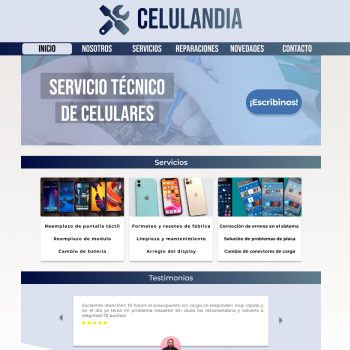 CELULANDIA
INICIO NOSOTROS SERVICIOS REPARACIONES NOVEDADES CONTACTO
SERVICIO TÉCNICO
DE CELULARES
¡Escribinos!
Servicios
Reemplazo de pantalla táctil
Reemplazo de modulo
Cambio de batería
Formateo y reseteo de fábrica
Limpieza y mantenimiento
Arreglo del display
Corrección de errores en el sistema
Solución de problemas de placa
Cambio de conectores de carga
Testimonios
Excelente atención!! Te hacen el presupuesto sin cargo, te responden muy rápido y
en el día ya tenía mi problema resuelto! Sin duda los recomendaría y volvería a
elegirlos! 10 puntos!